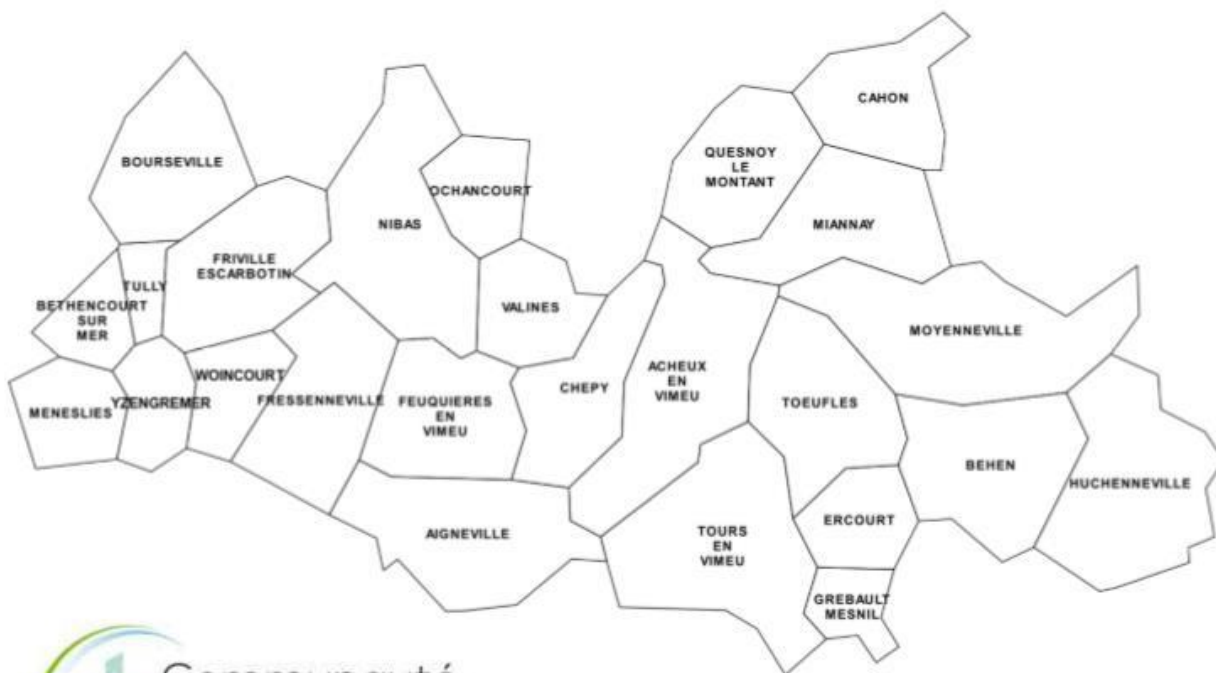 CAHON
BOURSEVILLE
QUESNOY
LE
MONTANT
OCHANCOURT
NIBAS
MIANNAY
FRIVILLE
ESCARBOTIN
TULLY
BETHENCOURT
SUR
MER
VALINES
MOYENNEVILLE
ACHEUX
EN
VIMEU
WOINCOURT
CHEPY
FRESSENNEVILLE
FEUQUIERES
EN
VIMEU
TOEUFLES
YZENGREMER
MENESLIES
BEHEN
HUCHENNEVILLE
ERCOURT
AIGNEVILLE
TOURS
EN
VIMEU
GREBAULT
MESNIL